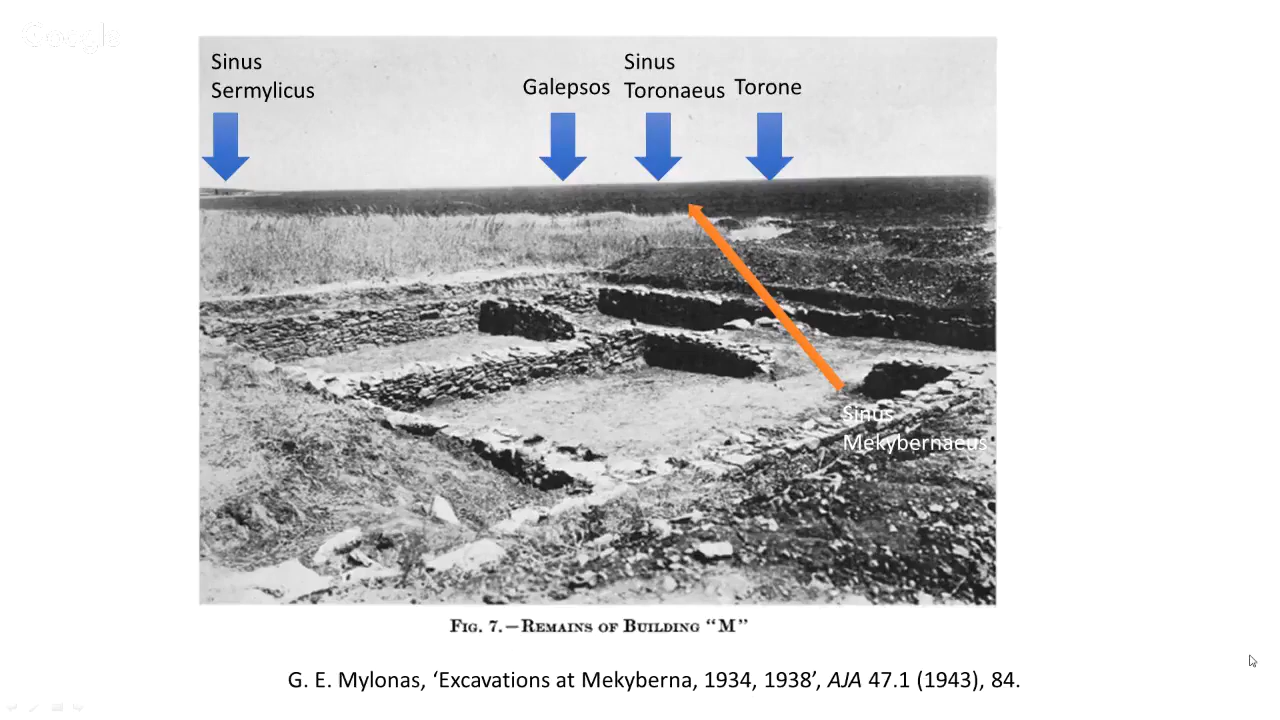 Google
Sinus
Sermylicus
Galepsos
Sinus
Toronaeus
Torone
Sinus
Mekybernaeus
Fig. 7.—Remains of Building “M”
G. E. Mylonas, ‘Excavations at Mekyberna, 1934, 1938’, AJA 47.1 (1943), 84.